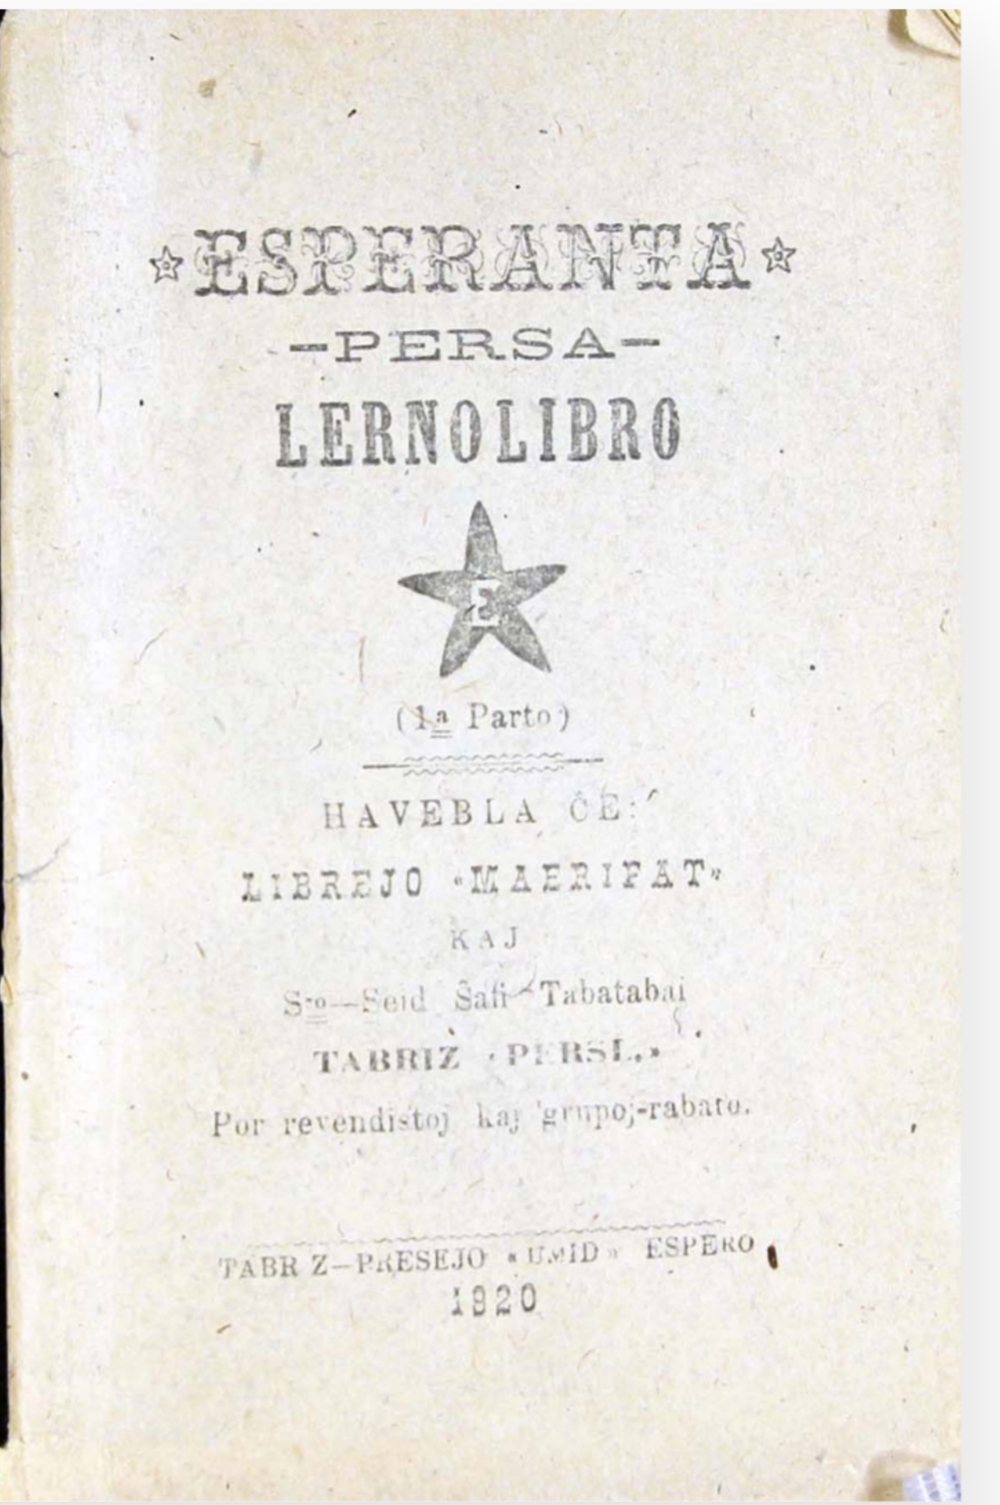 ESPERANTA
-PERSA-
LERNOLIBRO
E
(1a Parto)
HAVEBLA ĈE:
LIBREJO «MAERIFAT»
KAJ
Sro—Seid Ŝafi Tabatabai
TABRIZ «PERSI.»
Por revendistoj kaj grupoj-rabato.
TABRIZ—PRESEJO «UMID» ESPERO
1920